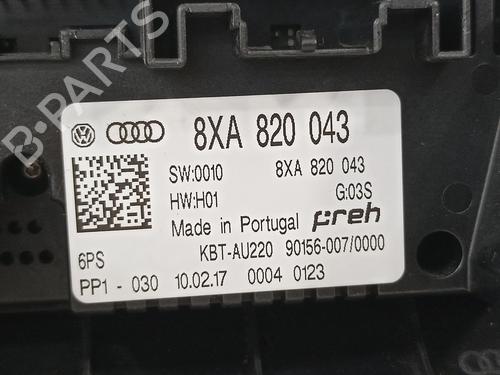 B-PARTS
8XA 820 043
SW:0010 8XA 820 043
HW:H01 G:03S
Made in Portugal Preh
6PS KBT-AU220 90156-007/0000
PP1 - 030 10.02.17 0004 0123